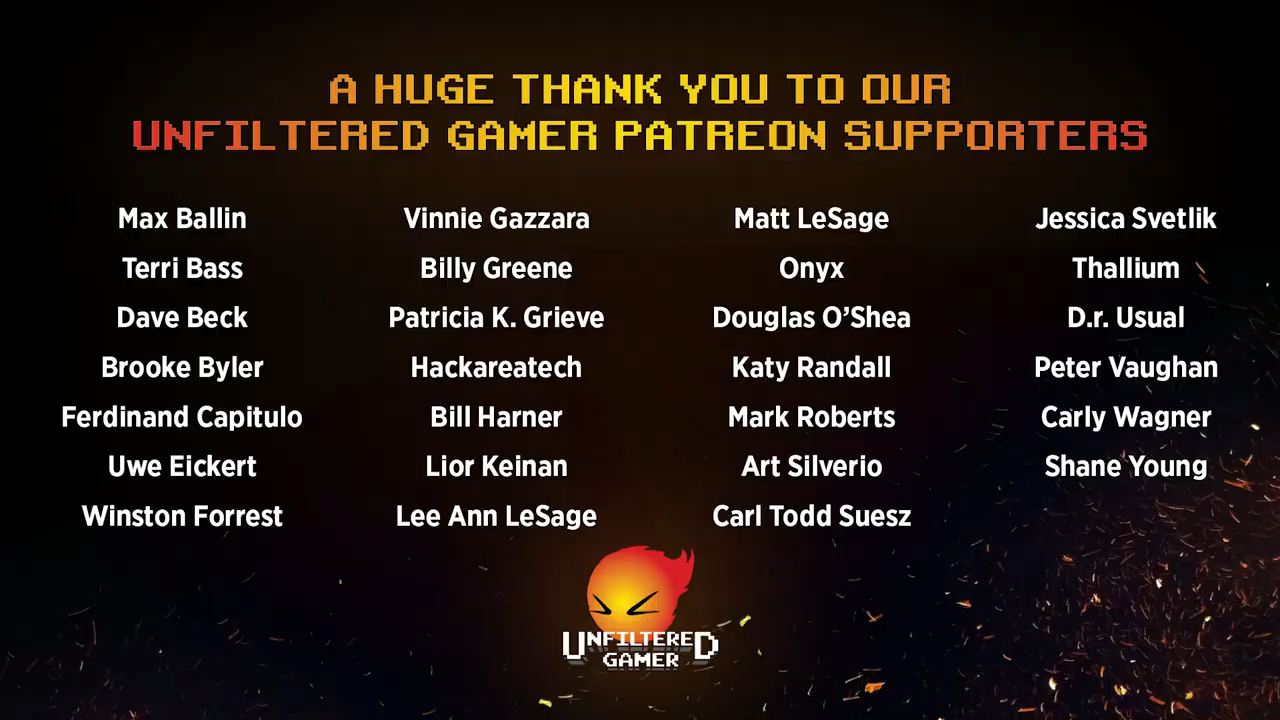 A HUGE THANK YOU TO OUR
UNFILTERED GAMER PATREON SUPPORTERS
Max Ballin
Terri Bass
Dave Beck
Brooke Byler
Ferdinand Capitulo
Uwe Eickert
Winston Forrest
Vinnie Gazzara
Billy Greene
Patricia K. Grieve
Hackareatech
Bill Harner
Lior Keinan
Lee Ann LeSage
Matt LeSage
Onyx
Douglas O’Shea
Katy Randall
Mark Roberts
Art Silverio
Carl Todd Suesz
Jessica Svetlik
Thallium
D.r. Usual
Peter Vaughan
Carly Wagner
Shane Young
UNFILTERED
GAMER